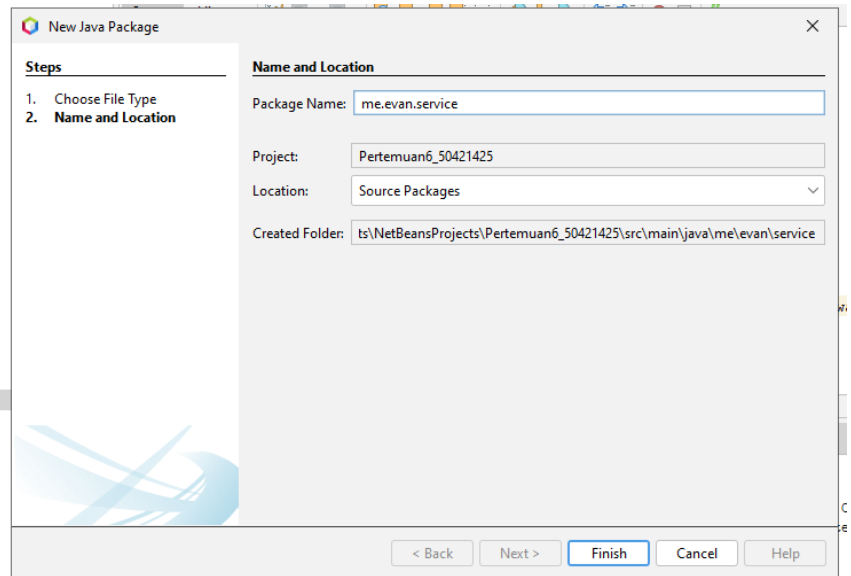 New Java Package
Steps
1. Choose File Type
2. Name and Location
Name and Location
Package Name: me.evan.service
Project: Pertemuan6_50421425
Location: Source Packages
Created Folder: ts\NetBeansProjects\Pertemuan6_50421425\src\main\java\me\evan\service
< Back Next > Finish Cancel Help